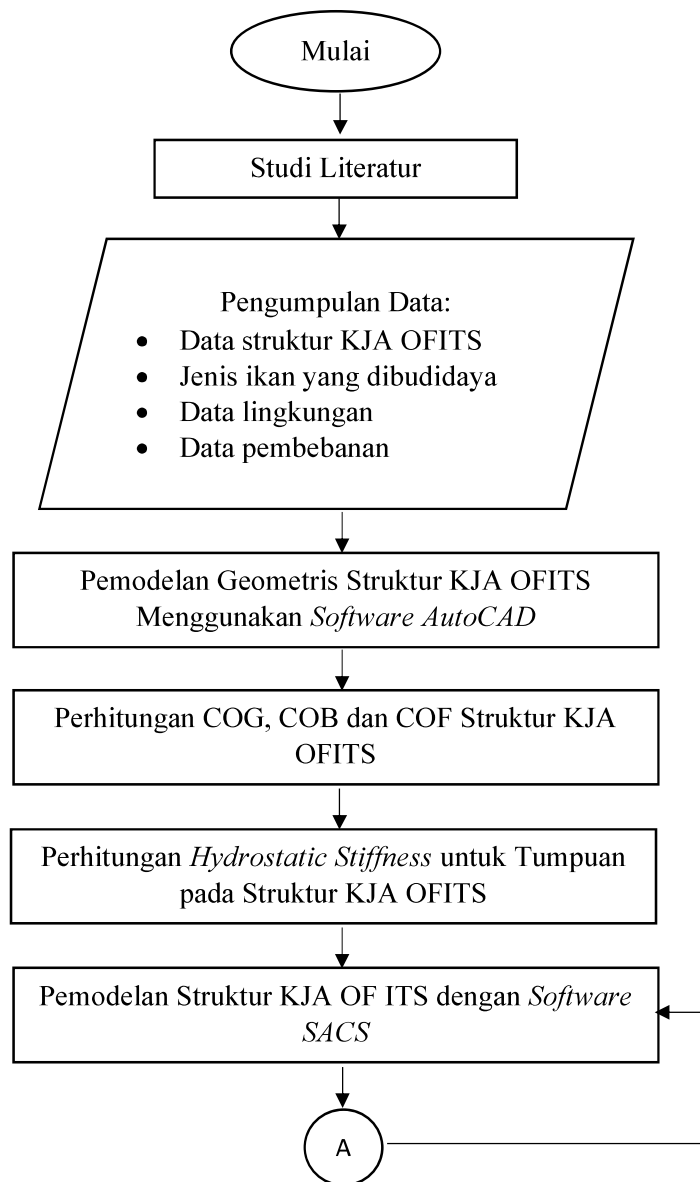 Mulai
Studi Literatur
Pengumpulan Data:
• Data struktur KJA OFITS
• Jenis ikan yang dibudidaya
• Data lingkungan
• Data pembebanan
Pemodelan Geometris Struktur KJA OFITS
Menggunakan Software AutoCAD
Perhitungan COG, COB dan COF Struktur KJA
OFITS
Perhitungan Hydrostatic Stiffness untuk Tumpuan
pada Struktur KJA OFITS
Pemodelan Struktur KJA OF ITS dengan Software
SACS
A